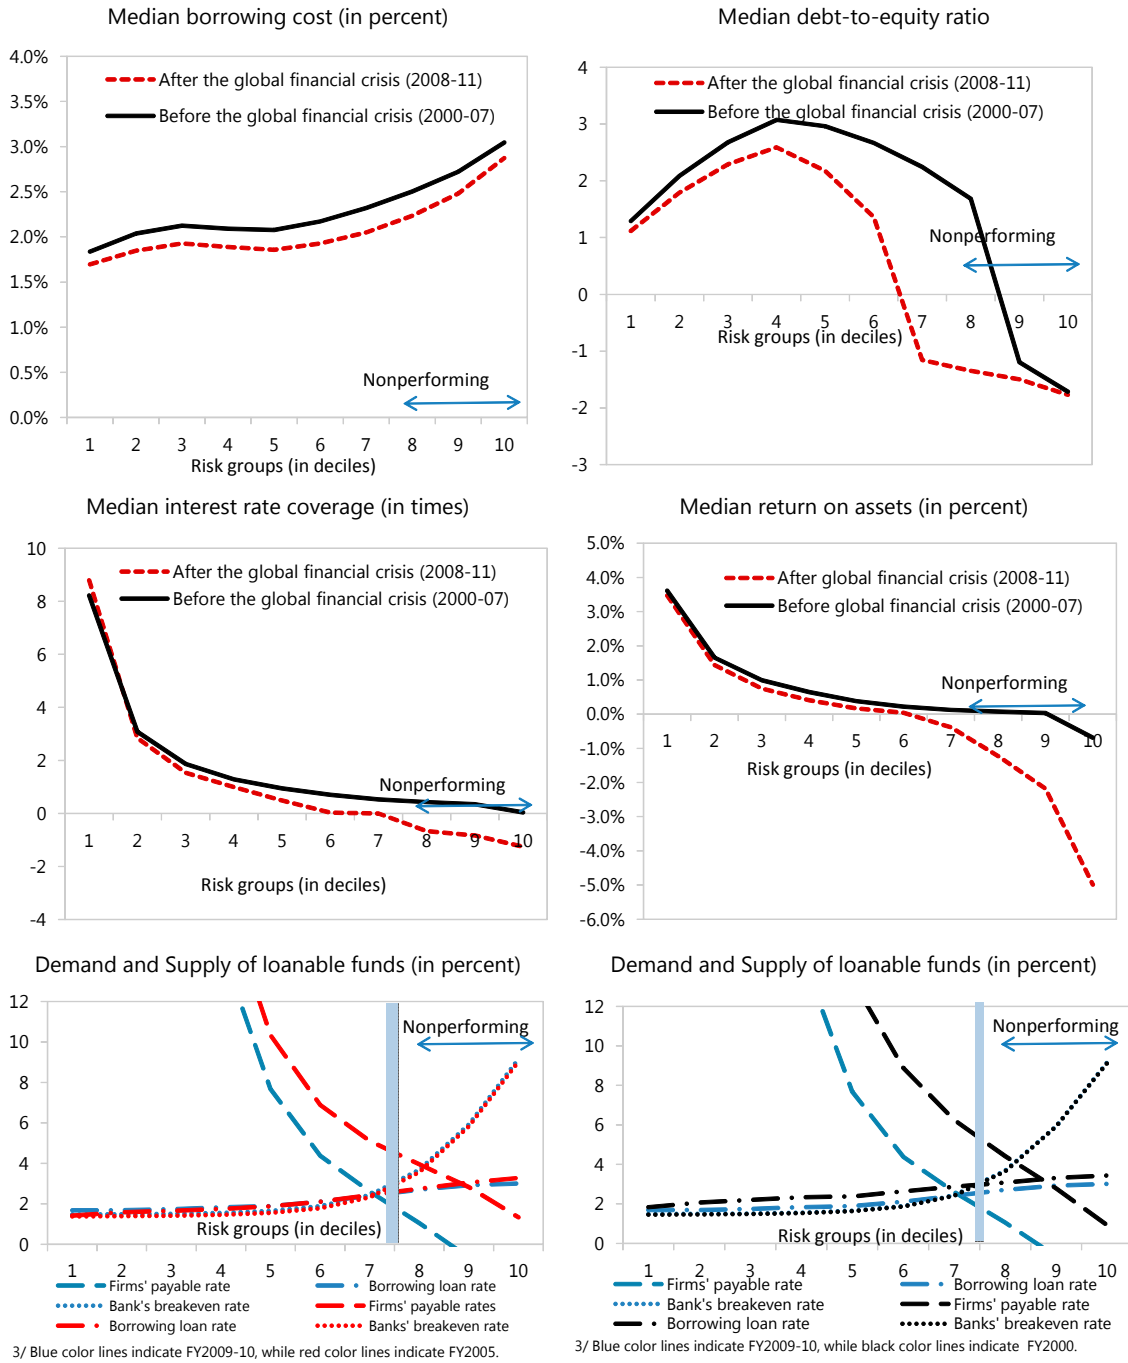 Median borrowing cost (in percent)
4.0%
3.5%
3.0%
2.5%
2.0%
1.5%
1.0%
0.5%
0.0%
After the global financial crisis (2008-11)
Before the global financial crisis (2000-07)
Nonperforming
1 2 3 4 5 6 7 8 9 10
Risk groups (in deciles)
Median debt-to-equity ratio
4
3
2
1
0
-1
-2
-3
After the global financial crisis (2008-11)
Before the global financial crisis (2000-07)
Nonperforming
1 2 3 4 5 6 7 8 9 10
Risk groups (in deciles)
Median interest rate coverage (in times)
10
8
6
4
2
0
-2
-4
After the global financial crisis (2008-11)
Before the global financial crisis (2000-07)
Nonperforming
1 2 3 4 5 6 7 8 9 10
Risk groups (in deciles)
Median return on assets (in percent)
5.0%
4.0%
3.0%
2.0%
1.0%
0.0%
-1.0%
-2.0%
-3.0%
-4.0%
-5.0%
-6.0%
After global financial crisis (2008-11)
Before global financial crisis (2000-07)
Nonperforming
1 2 3 4 5 6 7 8 9 10
Risk groups (in deciles)
Demand and Supply of loanable funds (in percent)
12
10
8
6
4
2
0
Nonperforming
Risk groups (in deciles)
1 2 3 4 5 6 7 8 9 10
Firms' payable rate
Borrowing loan rate
Bank's breakeven rate
Firms' payable rates
Borrowing loan rate
Banks' breakeven rate
3/ Blue color lines indicate FY2009-10, while red color lines indicate FY2005.
Demand and Supply of loanable funds (in percent)
12
10
8
6
4
2
0
Nonperforming
Risk groups (in deciles)
1 2 3 4 5 6 7 8 9 10
Firms' payable rate
Borrowing loan rate
Bank's breakeven rate
Firms' payable rate
Borrowing loan rate
Banks' breakeven rate
3/ Blue color lines indicate FY2009-10, while black color lines indicate FY2000.